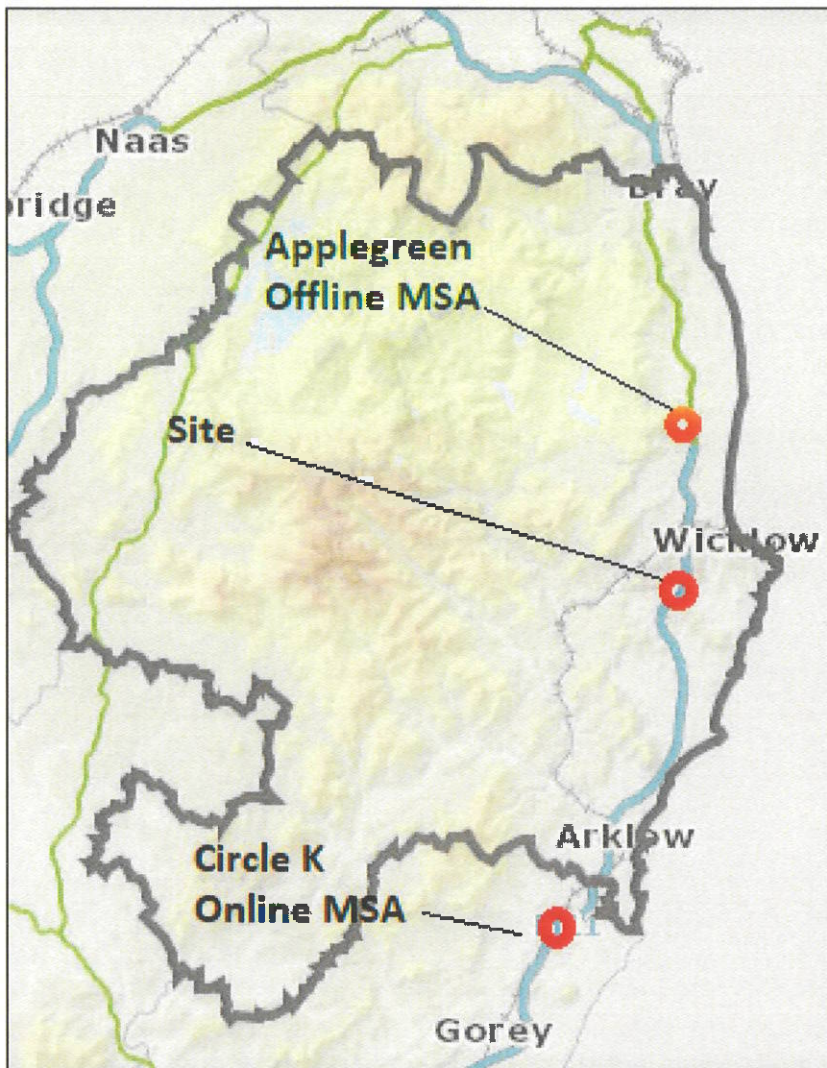 Naas
bridge
Bray
Applegreen
Offline MSA
Site
Wicklow
Arklow
Circle K
Online MSA
Gorey